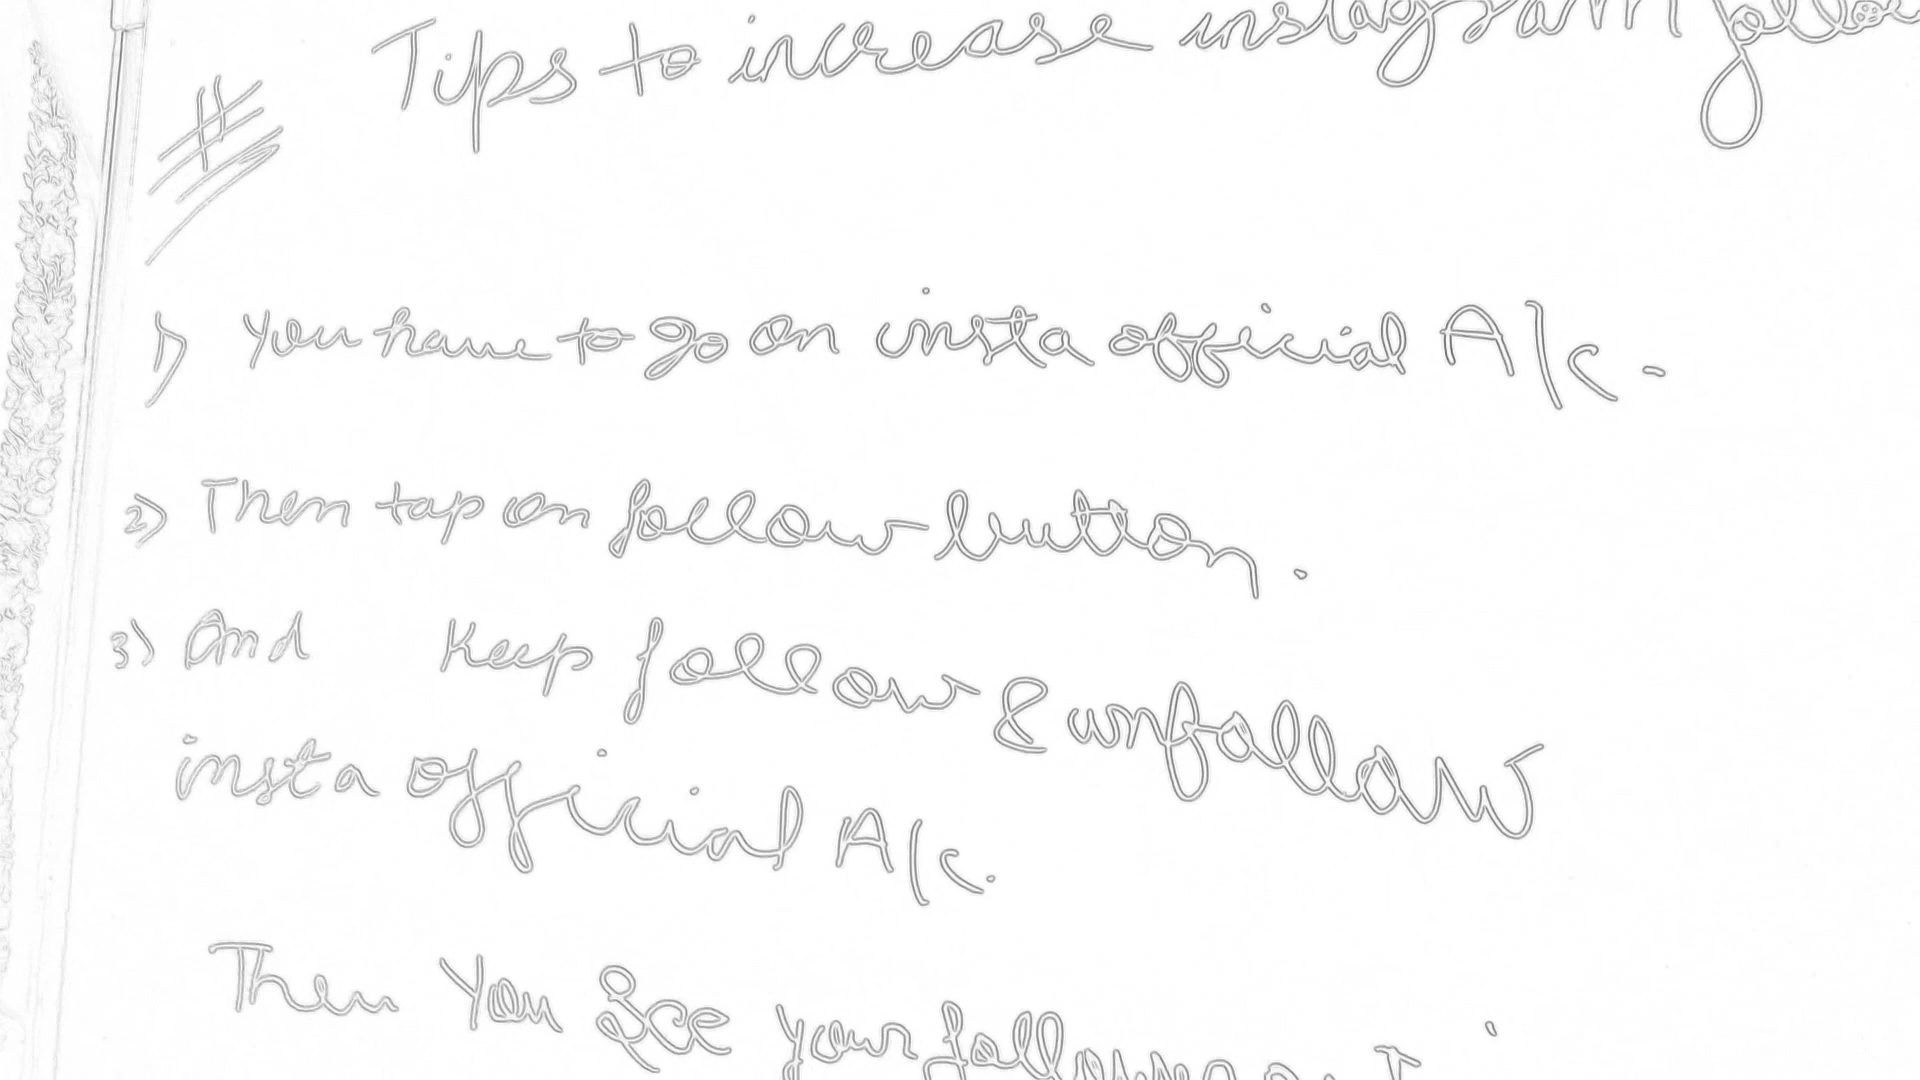 # Tips to increase instagram
1) You have to go on insta official A/c.
2) Then tap on follow button.
3) And Keep follow & unfollow
insta official A/c.
Then You See your